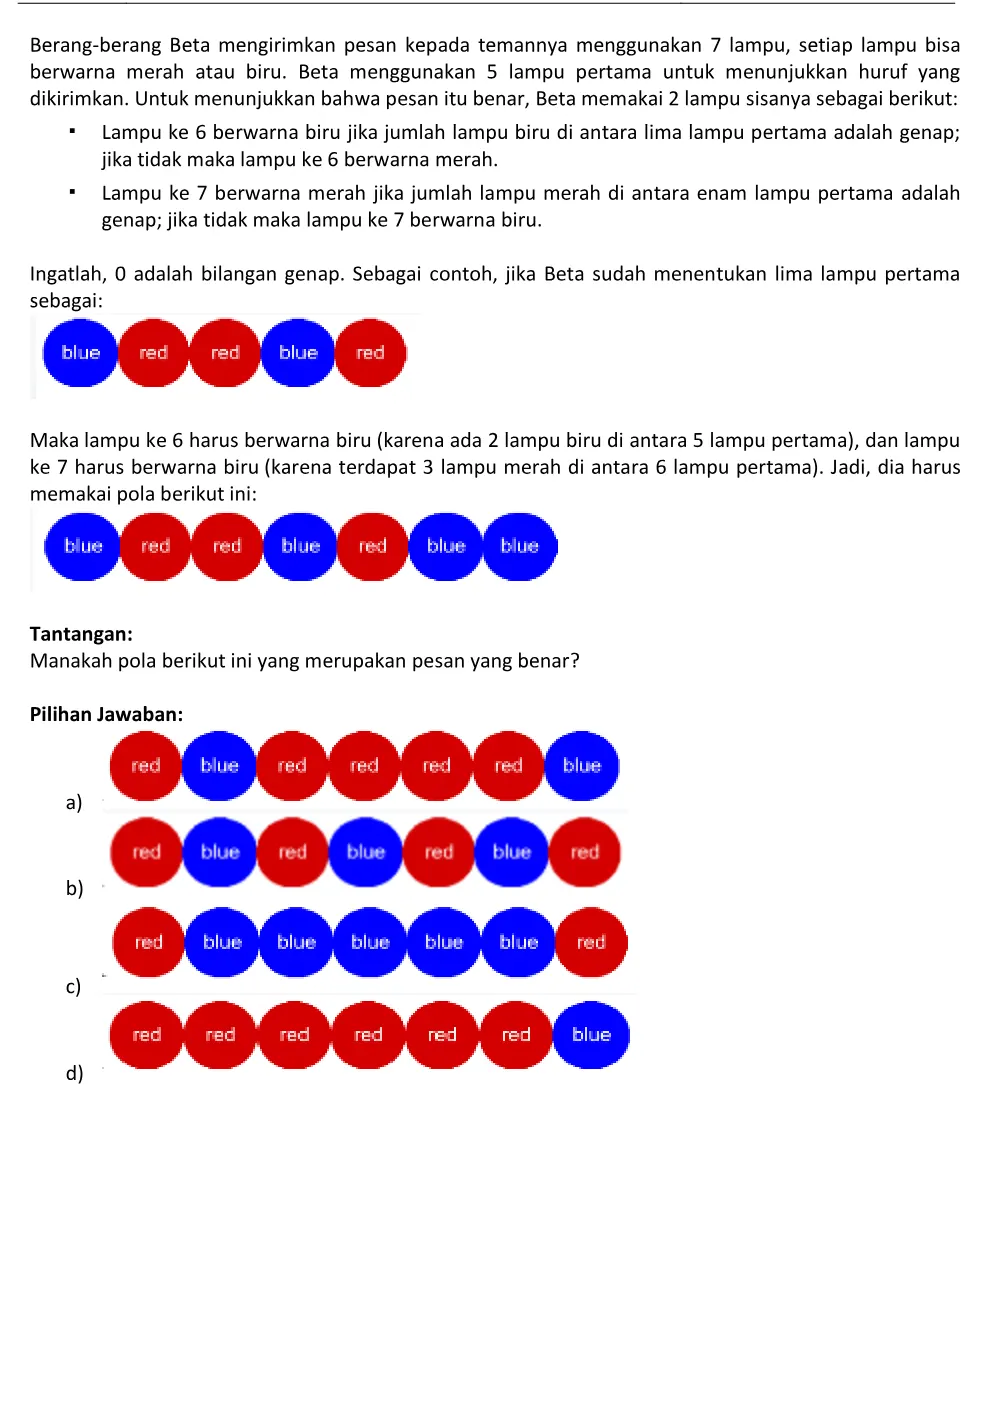 Berang-berang Beta mengirimkan pesan kepada temannya menggunakan 7 lampu, setiap lampu bisa
berwarna merah atau biru. Beta menggunakan 5 lampu pertama untuk menunjukkan huruf yang
dikirimkan. Untuk menunjukkan bahwa pesan itu benar, Beta memakai 2 lampu sisanya sebagai berikut:
▪ Lampu ke 6 berwarna biru jika jumlah lampu biru di antara lima lampu pertama adalah genap;
jika tidak maka lampu ke 6 berwarna merah.
▪ Lampu ke 7 berwarna merah jika jumlah lampu merah di antara enam lampu pertama adalah
genap; jika tidak maka lampu ke 7 berwarna biru.
Ingatlah, 0 adalah bilangan genap. Sebagai contoh, jika Beta sudah menentukan lima lampu pertama
sebagai:
blue red red blue red
Maka lampu ke 6 harus berwarna biru (karena ada 2 lampu biru di antara 5 lampu pertama), dan lampu
ke 7 harus berwarna biru (karena terdapat 3 lampu merah di antara 6 lampu pertama). Jadi, dia harus
memakai pola berikut ini:
blue red red blue red blue blue
Tantangan:
Manakah pola berikut ini yang merupakan pesan yang benar?
Pilihan Jawaban:
red blue red red red red blue
a)
red blue red blue red blue red
b)
red blue blue blue blue blue red
c)
red red red red red red blue
d)